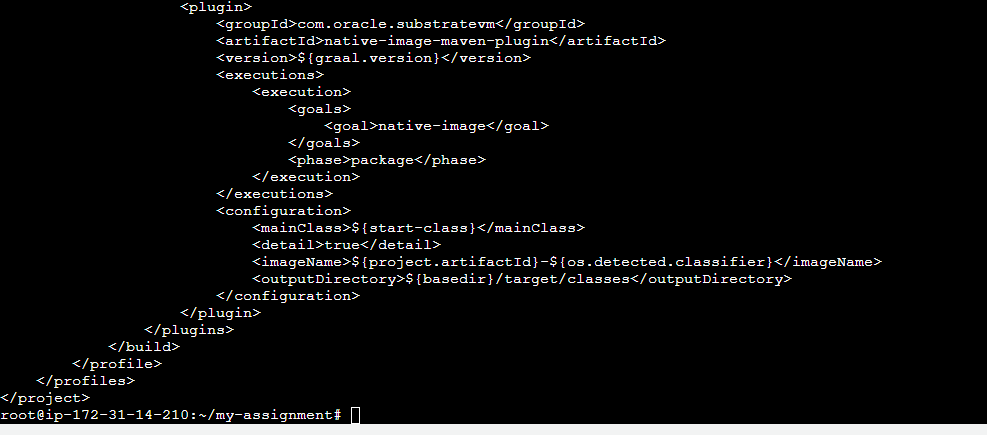 <plugin>
<groupId>com.oracle.substratevm</groupId>
<artifactId>native-image-maven-plugin</artifactId>
<version>${graal.version}</version>
<executions>
<execution>
<goals>
<goal>native-image</goal>
</goals>
<phase>package</phase>
</execution>
</executions>
<configuration>
<mainClass>${start-class}</mainClass>
<detail>true</detail>
<imageName>${project.artifactId}-${os.detected.classifier}</imageName>
<outputDirectory>${basedir}/target/classes</outputDirectory>
</configuration>
</plugin>
</plugins>
</build>
</profile>
</profiles>
</project>
root@ip-172-31-14-210:~/my-assignment#